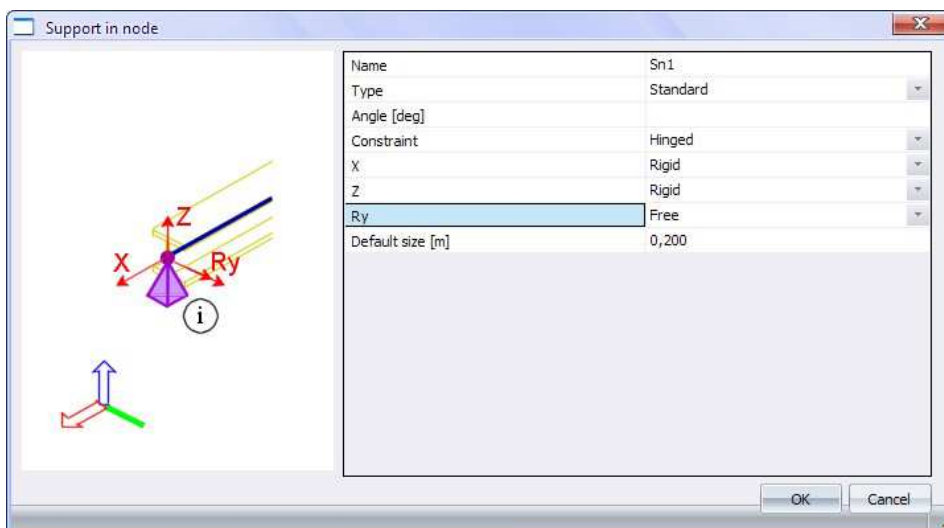 Support in node
Name Sn1
Type Standard
Angle [deg]
Constraint Hinged
X Rigid
Z Rigid
Ry Free
Default size [m] 0,200
Z
X
Ry
i
OK Cancel